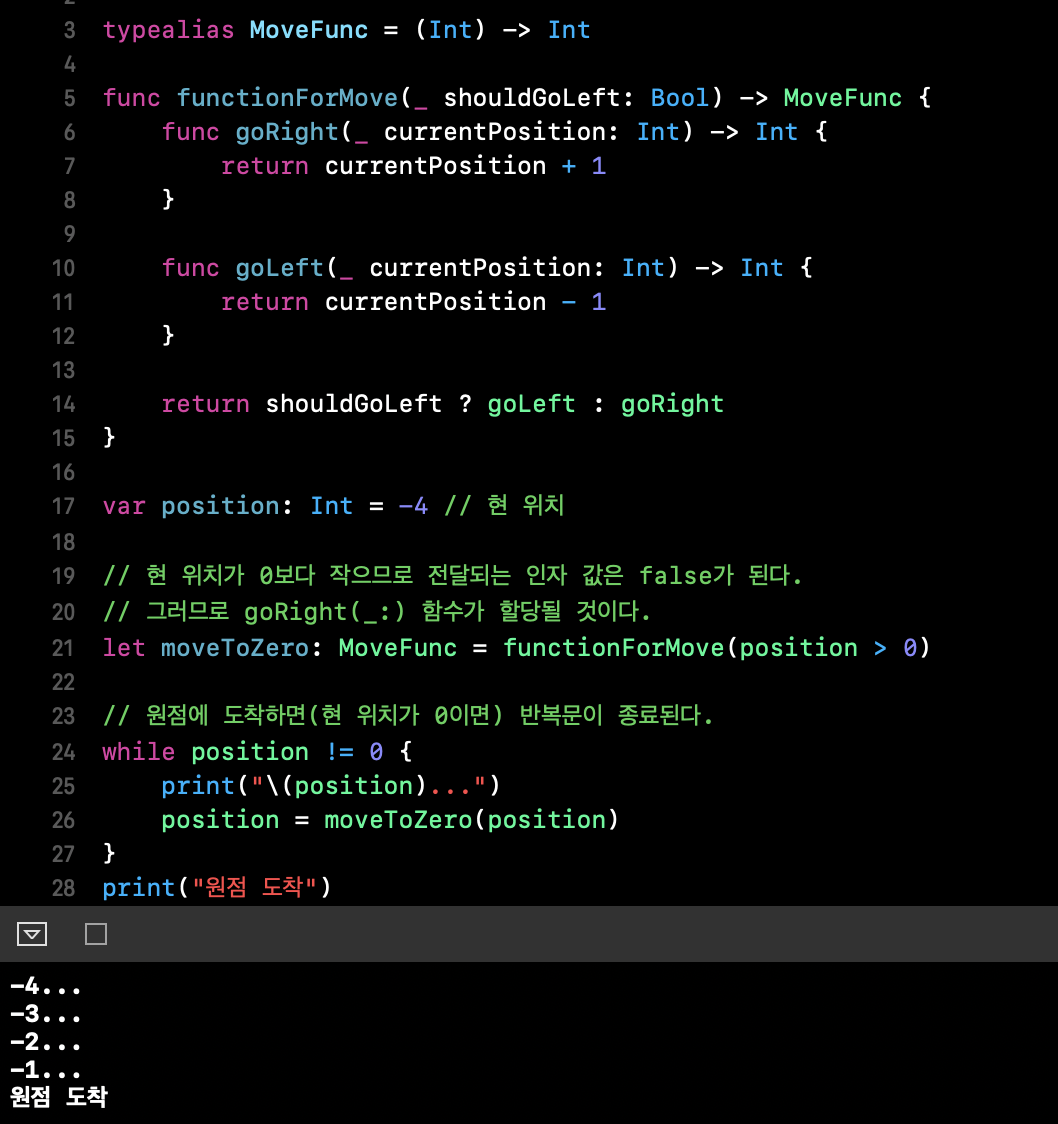 3 typealias MoveFunc = (Int) -> Int
4
5 func functionForMove(_ shouldGoLeft: Bool) -> MoveFunc {
6     func goRight(_ currentPosition: Int) -> Int {
7         return currentPosition + 1
8     }
9
10     func goLeft(_ currentPosition: Int) -> Int {
11         return currentPosition - 1
12     }
13
14     return shouldGoLeft ? goLeft : goRight
15 }
16
17 var position: Int = -4 // 현 위치
18
19 // 현 위치가 0보다 작으므로 전달되는 인자 값은 false가 된다.
20 // 그러므로 goRight(_:) 함수가 할당될 것이다.
21 let moveToZero: MoveFunc = functionForMove(position > 0)
22
23 // 원점에 도착하면(현 위치가 0이면) 반복문이 종료된다.
24 while position != 0 {
25     print("\(position)...")
26     position = moveToZero(position)
27 }
28 print("원점 도착")
-4...
-3...
-2...
-1...
원점 도착